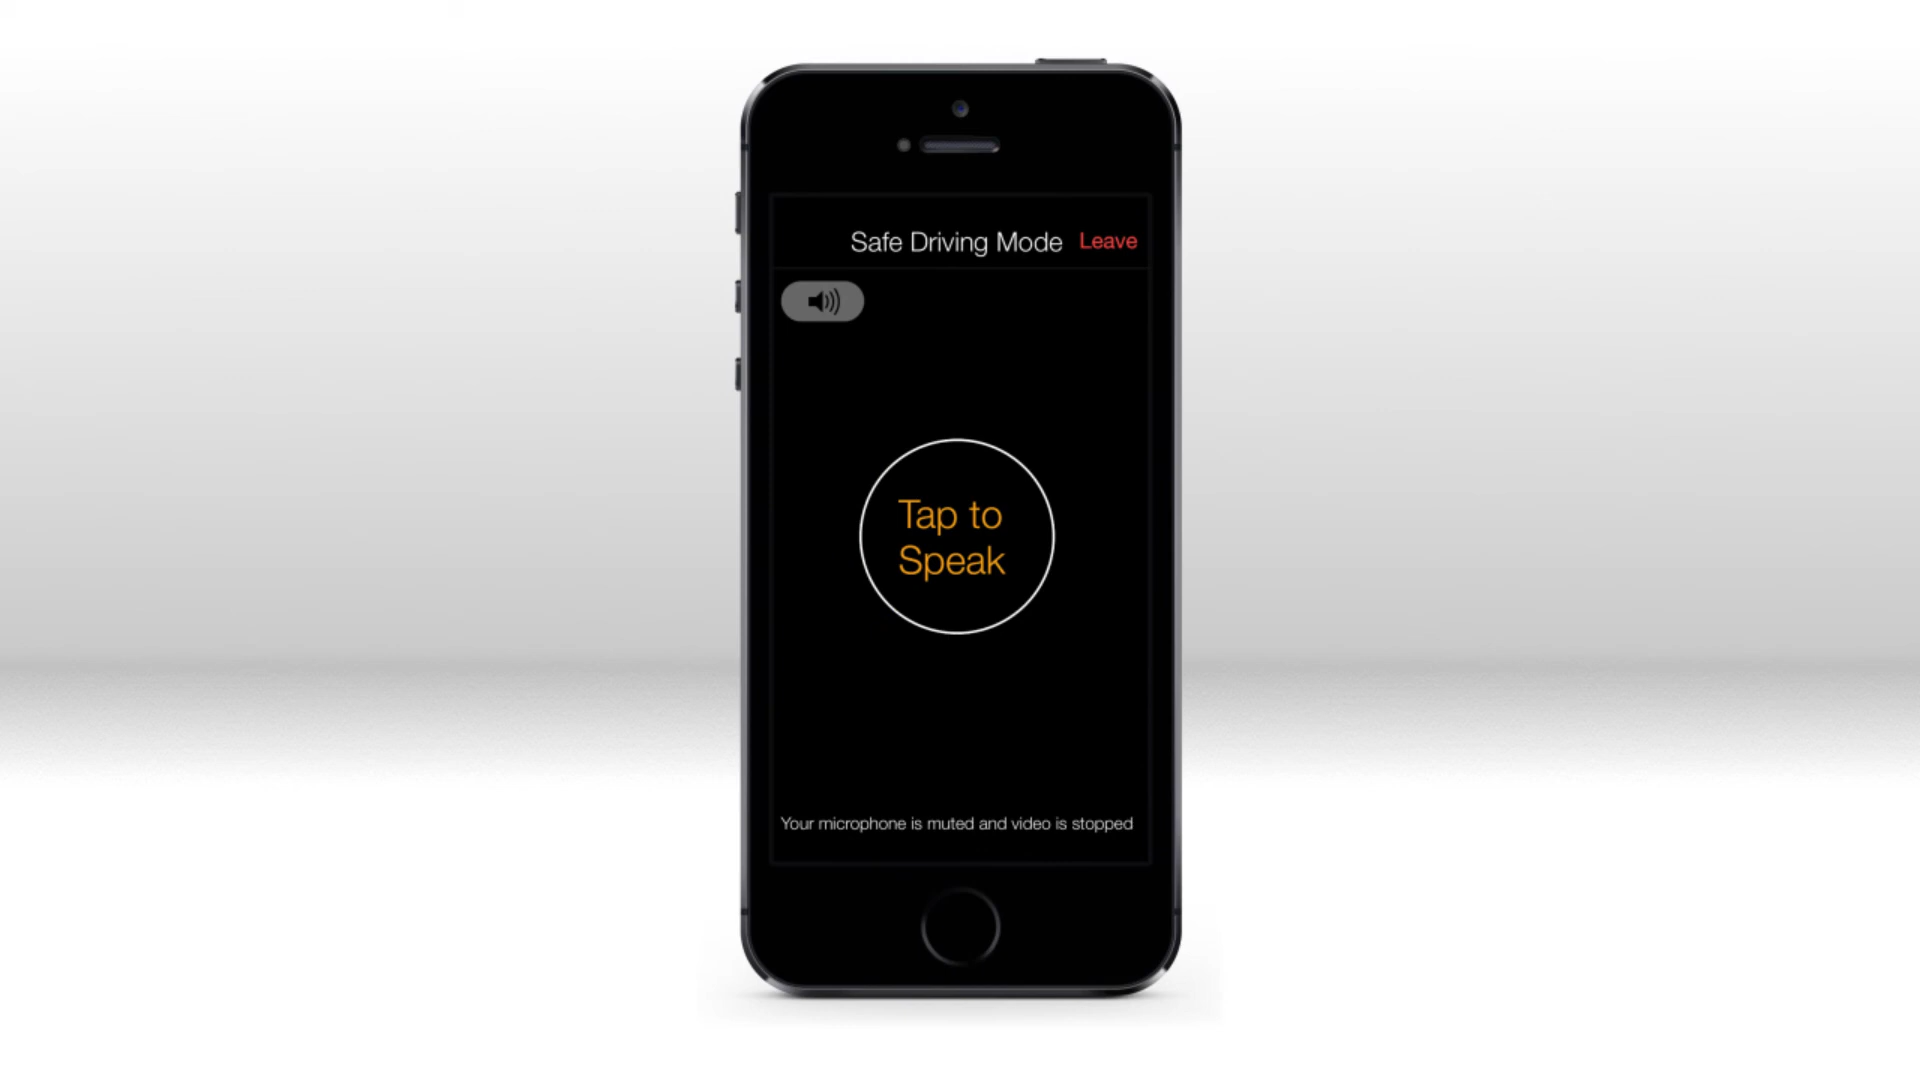 Safe Driving Mode Leave
Tap to
Speak
Your microphone is muted and video is stopped